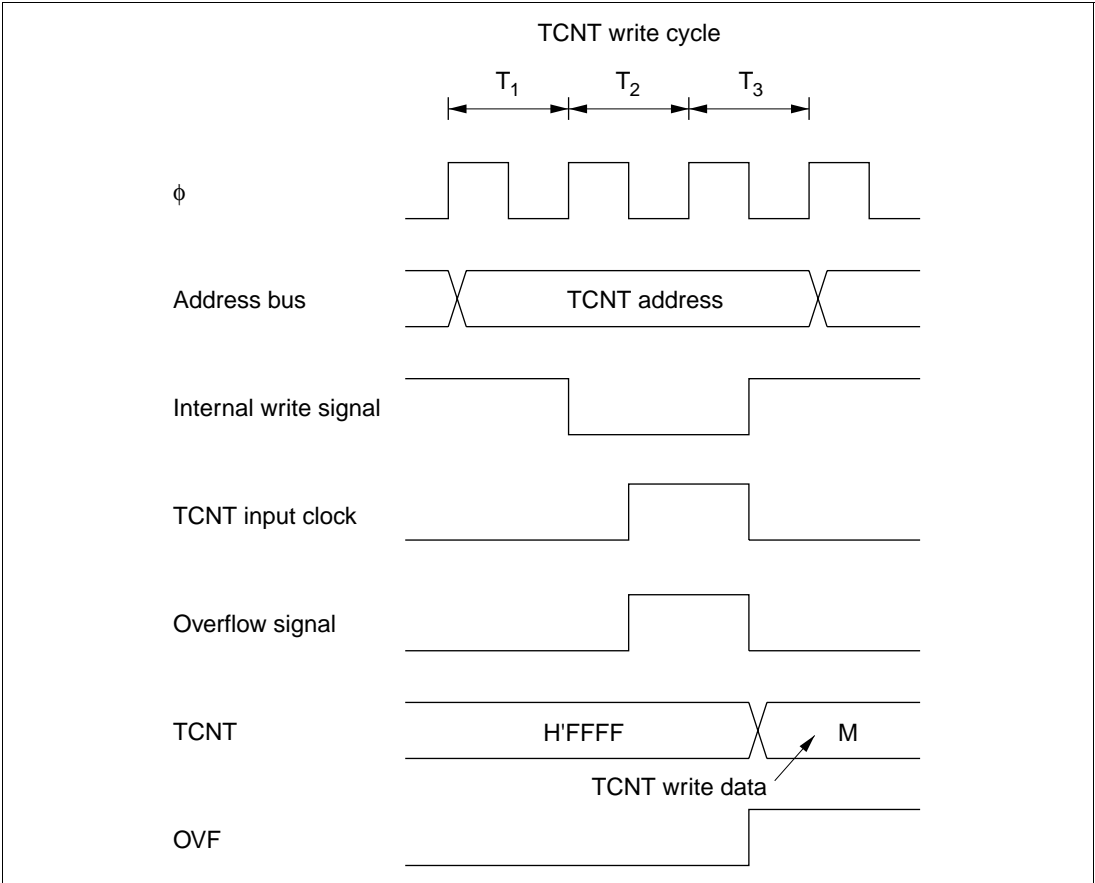 TCNT write cycle
T1 T2 T3
φ
Address bus
TCNT address
Internal write signal
TCNT input clock
Overflow signal
TCNT
H'FFFF
M
TCNT write data
OVF